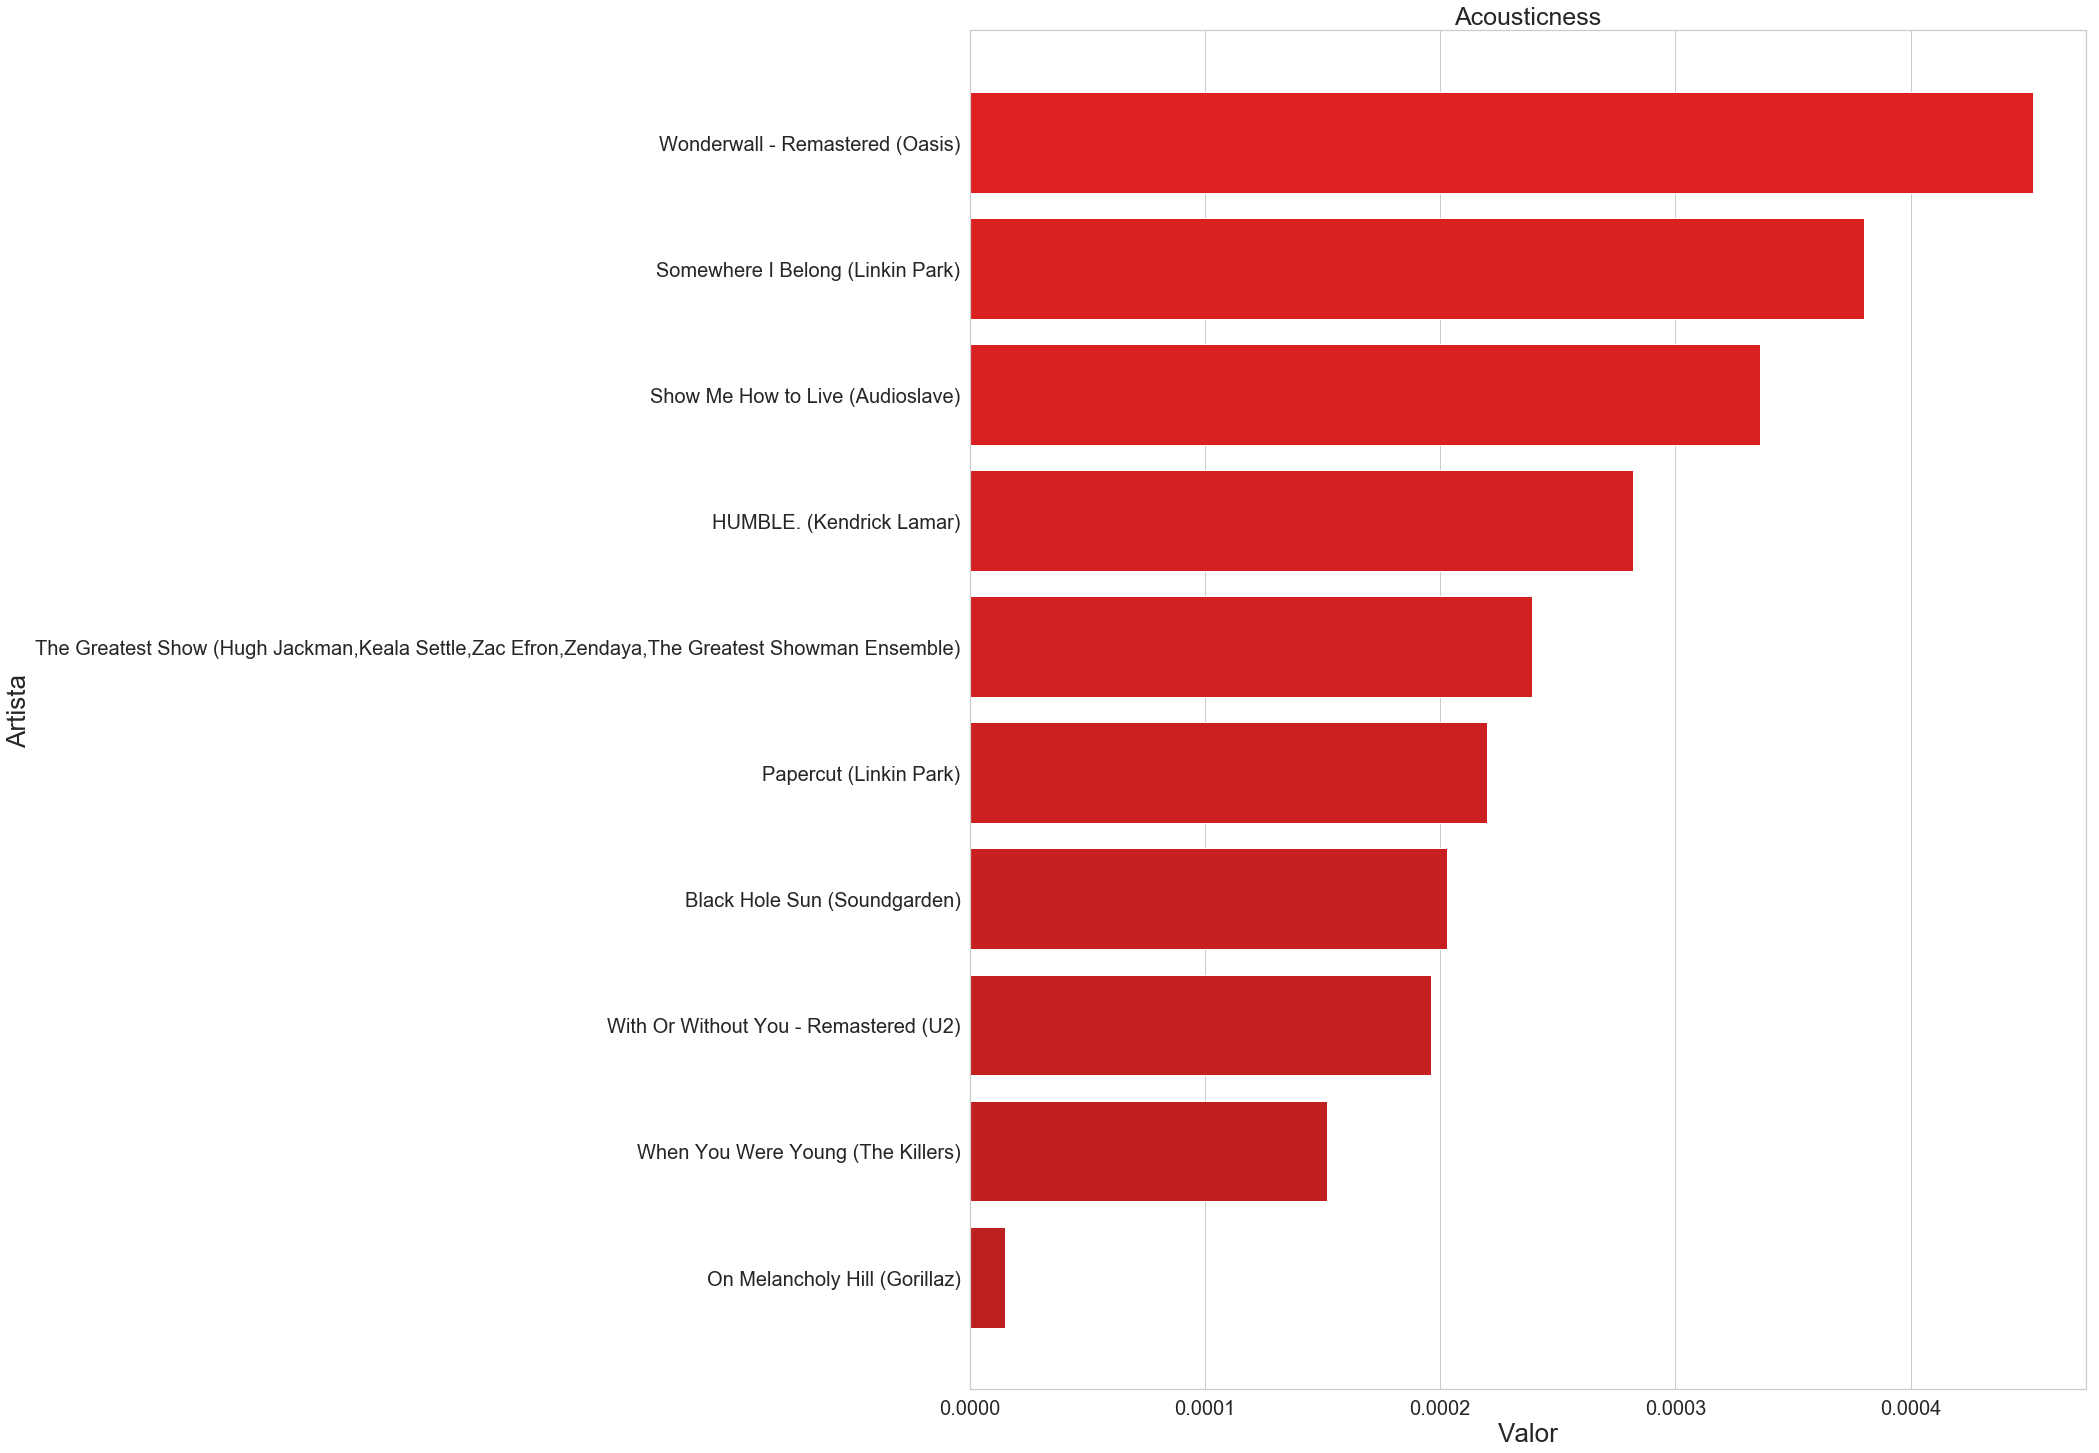 Acousticness
Wonderwall - Remastered (Oasis)
Somewhere I Belong (Linkin Park)
Show Me How to Live (Audioslave)
HUMBLE. (Kendrick Lamar)
The Greatest Show (Hugh Jackman,Keala Settle,Zac Efron,Zendaya,The Greatest Showman Ensemble)
Artista
Papercut (Linkin Park)
Black Hole Sun (Soundgarden)
With Or Without You - Remastered (U2)
When You Were Young (The Killers)
On Melancholy Hill (Gorillaz)
0.0000 0.0001 0.0002 0.0003 0.0004
Valor